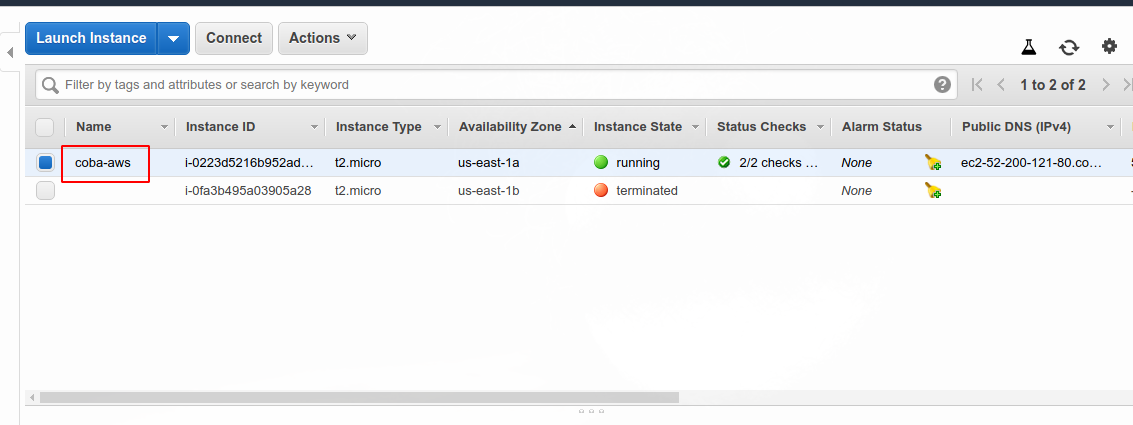 Launch Instance Connect Actions
Filter by tags and attributes or search by keyword 1 to 2 of 2
Name Instance ID Instance Type Availability Zone Instance State Status Checks Alarm Status Public DNS (IPv4)
coba-aws i-0223d5216b952ad… t2.micro us-east-1a running 2/2 checks … None ec2-52-200-121-80.co…
i-0fa3b495a03905a28 t2.micro us-east-1b terminated None